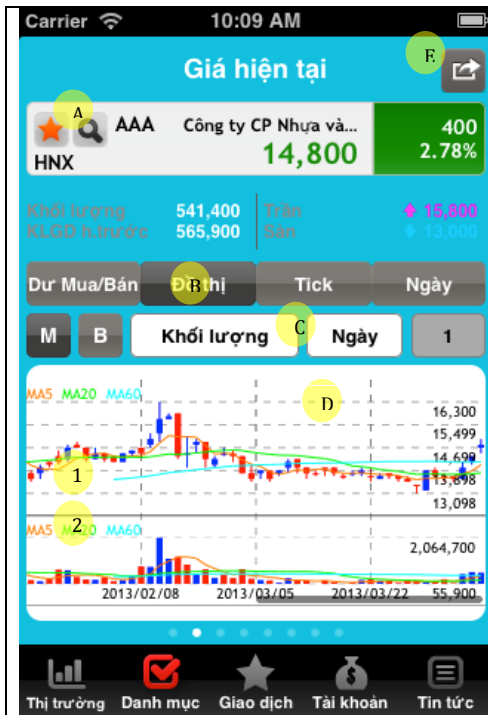 Carrier 10:09 AM
Giá hiện tại E
A
AAA Công ty CP Nhựa và... 400
HNX 14,800 2.78%
Khối lượng 541,400 Trần 15,800
KLGD h.trước 565,900 Sàn 13,000
Dư Mua/Bán Đồ thị B Tick Ngày
M B Khối lượng C Ngày 1
MA5 MA20 MA60 D
16,300
15,499
14,699
1 13,898
13,098
2
MA5 MA20 MA60
2,064,700
2013/02/08 2013/03/05 2013/03/22 55,900
Thị trường Danh mục Giao dịch Tài khoản Tin tức